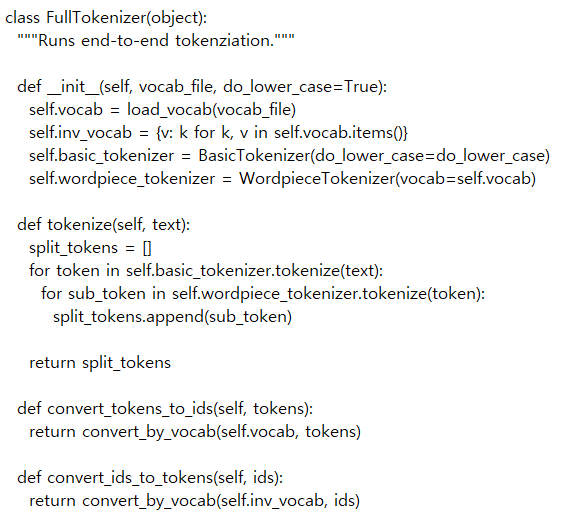 class FullTokenizer(object):
  """Runs end-to-end tokenziation."""

  def __init__(self, vocab_file, do_lower_case=True):
    self.vocab = load_vocab(vocab_file)
    self.inv_vocab = {v: k for k, v in self.vocab.items()}
    self.basic_tokenizer = BasicTokenizer(do_lower_case=do_lower_case)
    self.wordpiece_tokenizer = WordpieceTokenizer(vocab=self.vocab)

  def tokenize(self, text):
    split_tokens = []
    for token in self.basic_tokenizer.tokenize(text):
      for sub_token in self.wordpiece_tokenizer.tokenize(token):
        split_tokens.append(sub_token)

    return split_tokens

  def convert_tokens_to_ids(self, tokens):
    return convert_by_vocab(self.vocab, tokens)

  def convert_ids_to_tokens(self, ids):
    return convert_by_vocab(self.inv_vocab, ids)